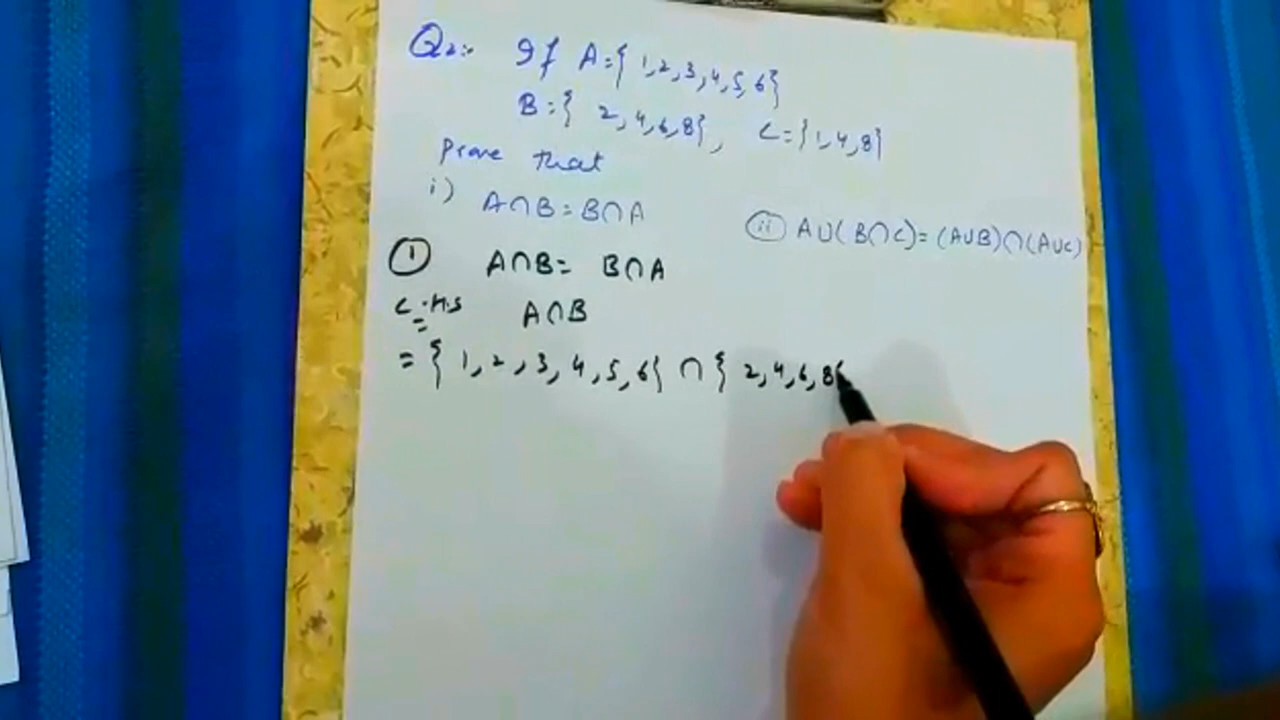 Q2:- If A={ 1,2,3,4,5,6}
B={ 2,4,6,8}, C={1,4,8}
Prove that
i) A∩B=B∩A
(ii) A∪(B∩C)=(A∪B)∩(A∪C)
(1) A∩B= B∩A
L.H.S A∩B
= { 1,2,3,4,5,6} ∩ { 2,4,6,8